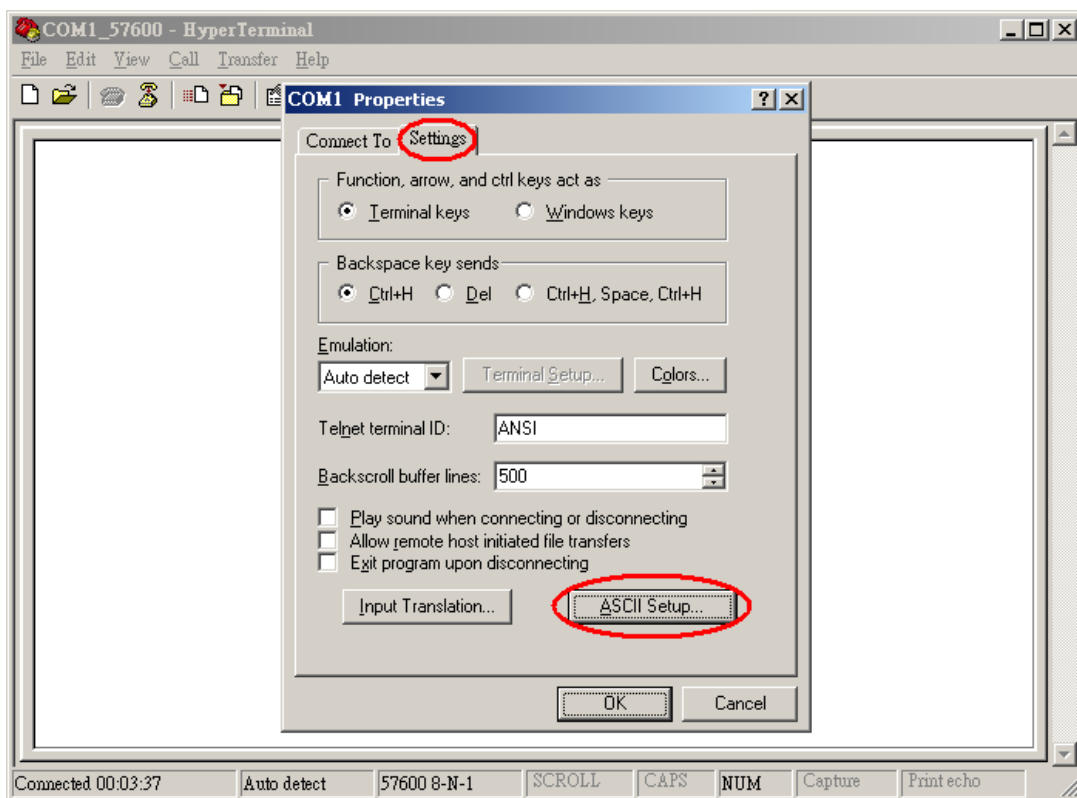 COM1_57600 - HyperTerminal
File Edit View Call Transfer Help
COM1 Properties
Connect To Settings
Function, arrow, and ctrl keys act as
Terminal keys Windows keys
Backspace key sends
Ctrl+H Del Ctrl+H, Space, Ctrl+H
Emulation:
Auto detect Terminal Setup... Colors...
Telnet terminal ID: ANSI
Backscroll buffer lines: 500
Play sound when connecting or disconnecting
Allow remote host initiated file transfers
Exit program upon disconnecting
Input Translation... ASCII Setup...
OK Cancel
Connected 00:03:37 Auto detect 57600 8-N-1 SCROLL CAPS NUM Capture Print echo